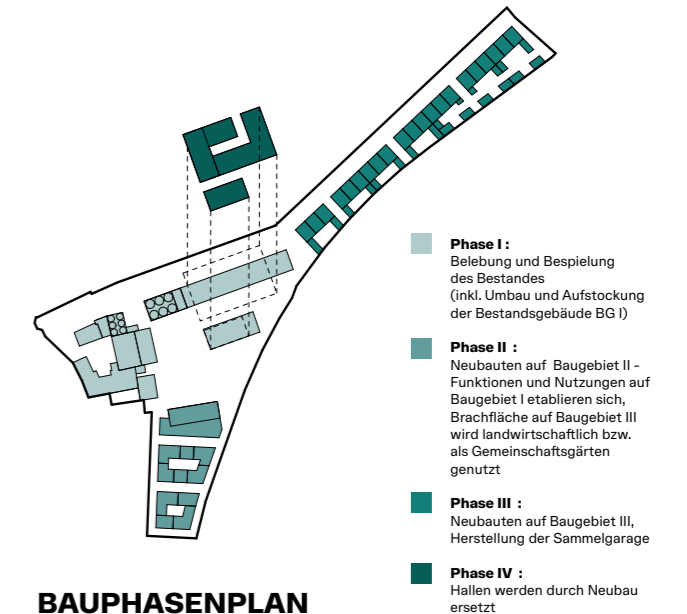 Phase I :
Belebung und Bespielung
des Bestandes
(inkl. Umbau und Aufstockung
der Bestandsgebäude BG I)
Phase II :
Neubauten auf Baugebiet II -
Funktionen und Nutzungen auf
Baugebiet I etablieren sich,
Brachfläche auf Baugebiet III
wird landwirtschaftlich bzw.
als Gemeinschaftsgärten
genutzt
Phase III :
Neubauten auf Baugebiet III,
Herstellung der Sammelgarage
Phase IV :
Hallen werden durch Neubau
ersetzt
BAUPHASENPLAN